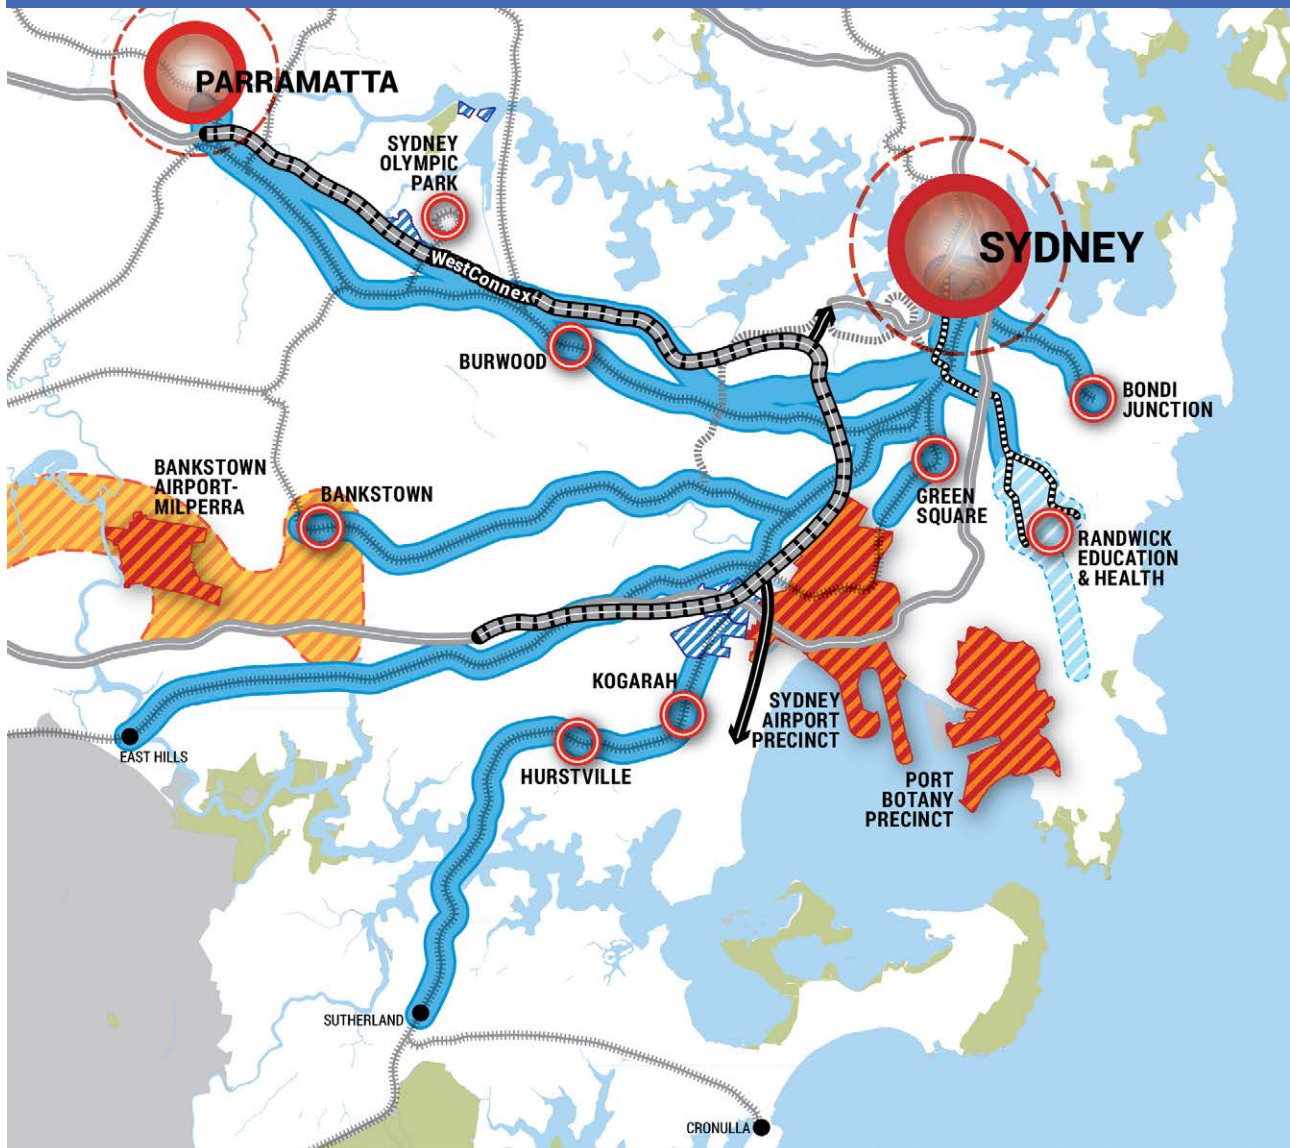 PARRAMATTA
SYDNEY
OLYMPIC
PARK
SYDNEY
WestConnex
BURWOOD
BONDI
JUNCTION
BANKSTOWN
AIRPORT-
MILPERRA
BANKSTOWN
GREEN
SQUARE
RANDWICK
EDUCATION
& HEALTH
KOGARAH
SYDNEY
AIRPORT
PRECINCT
EAST HILLS
HURSTVILLE
PORT
BOTANY
PRECINCT
SUTHERLAND
CRONULLA